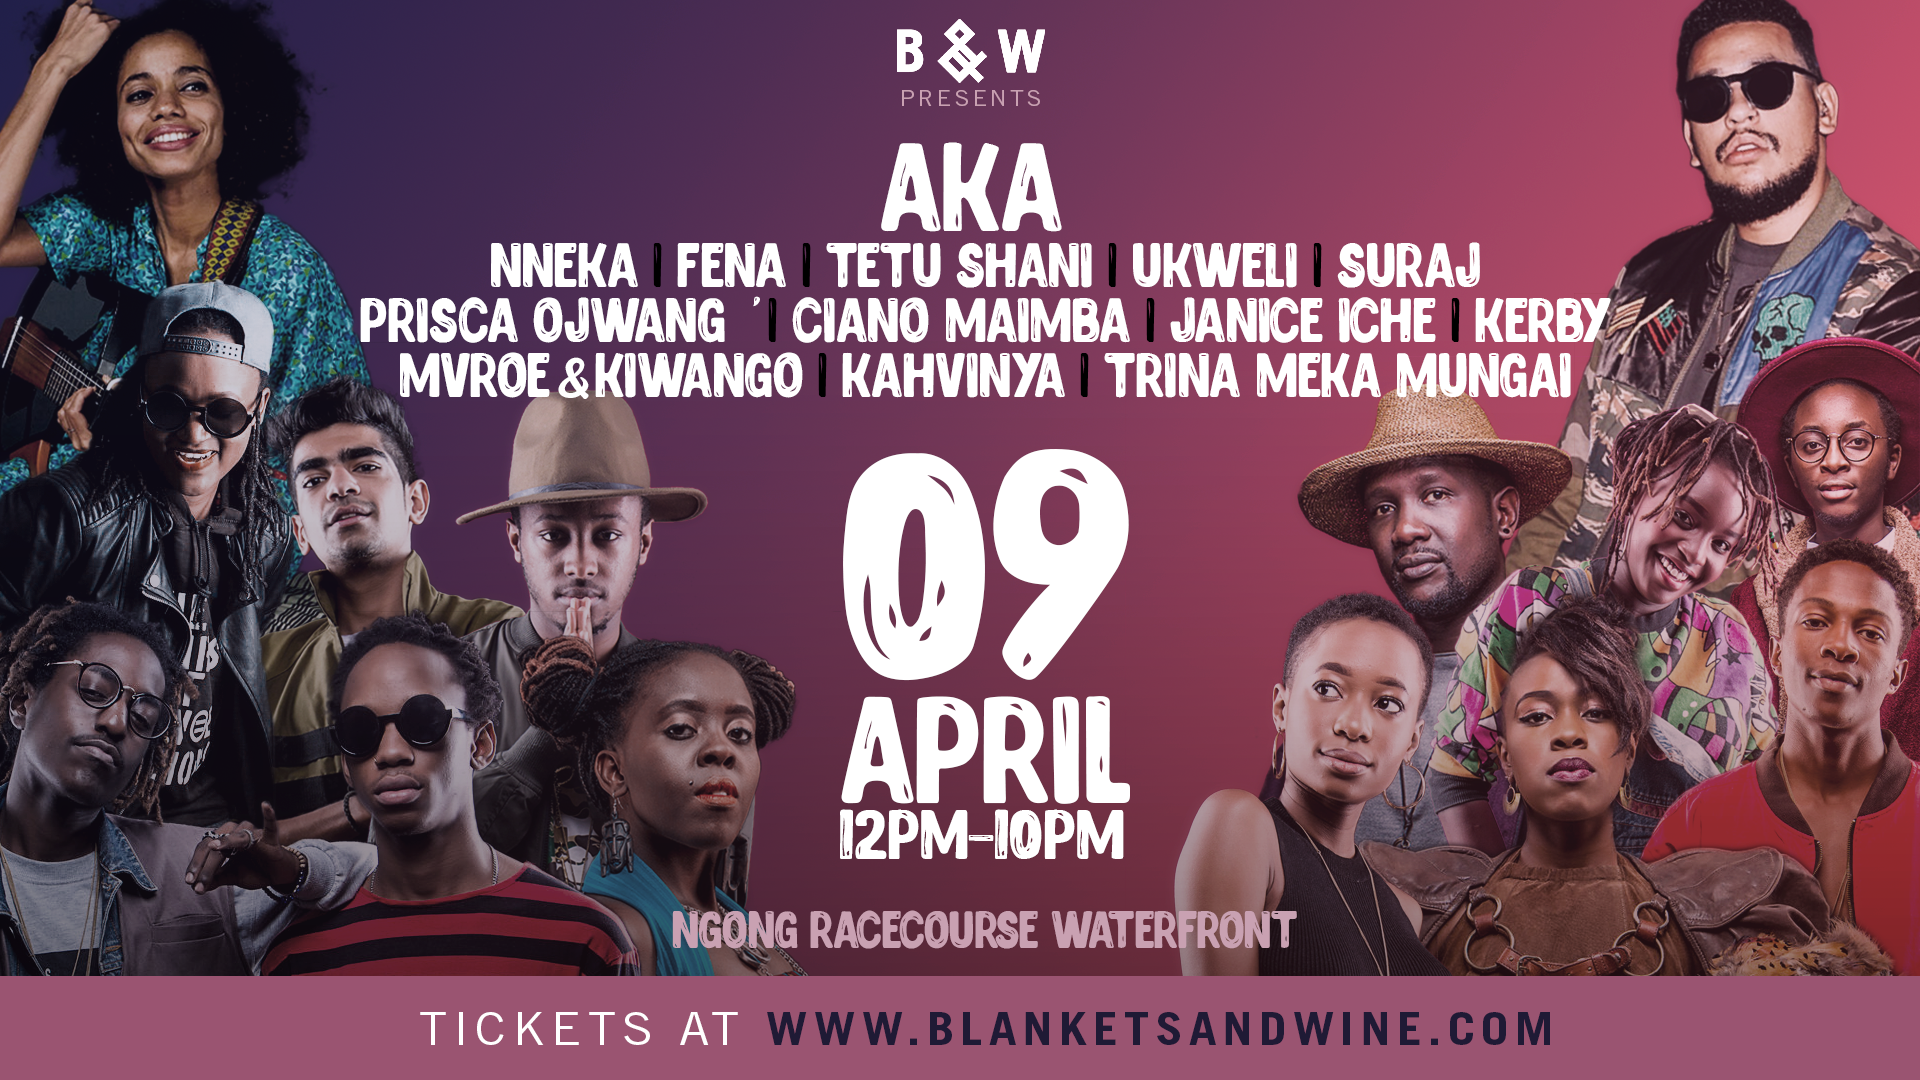 B & W
PRESENTS
AKA
NNEKA | FENA | TETU SHANI | UKWELI | SURAJ
PRISCA OJWANG ' | CIANO MAIMBA | JANICE ICHE | KERBY
MVROE & KIWANGO | KAHVINYA | TRINA MEKA MUNGAI
09
APRIL
12PM-10PM
NGONG RACECOURSE WATERFRONT
TICKETS AT WWW.BLANKETSANDWINE.COM